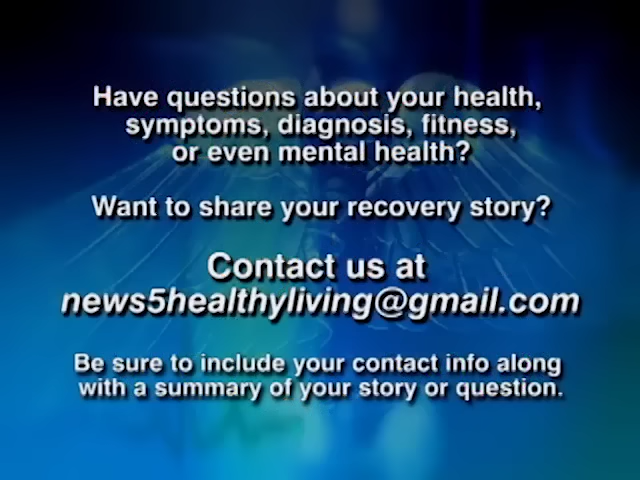 Have questions about your health,
symptoms, diagnosis, fitness,
or even mental health?
Want to share your recovery story?
Contact us at
news5healthyliving@gmail.com
Be sure to include your contact info along
with a summary of your story or question.